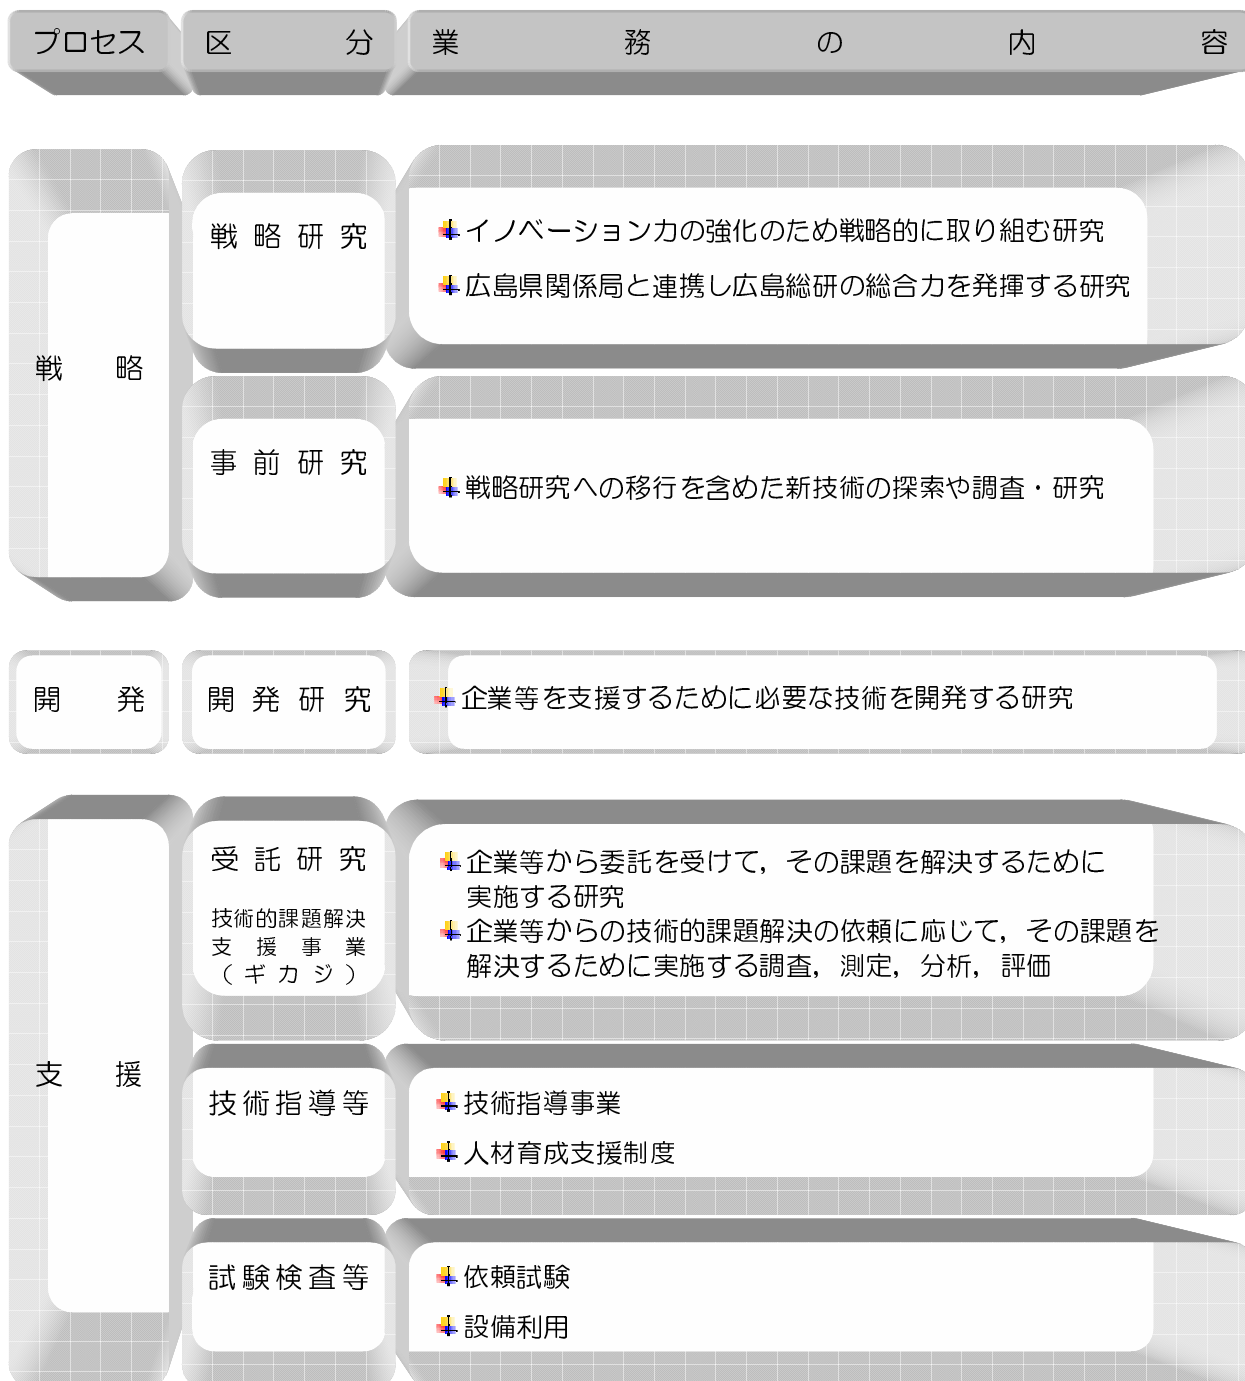 プロセス 区分 業務の内容
戦略
戦略研究
イノベーション力の強化のため戦略的に取り組む研究
広島県関係局と連携し広島総研の総合力を発揮する研究
事前研究
戦略研究への移行を含めた新技術の探索や調査・研究
開発
開発研究
企業等を支援するために必要な技術を開発する研究
支援
受託研究
技術的課題解決
支援事業
（ギカジ）
企業等から委託を受けて，その課題を解決するために
実施する研究
企業等からの技術的課題解決の依頼に応じて，その課題を
解決するために実施する調査，測定，分析，評価
技術指導等
技術指導事業
人材育成支援制度
試験検査等
依頼試験
設備利用